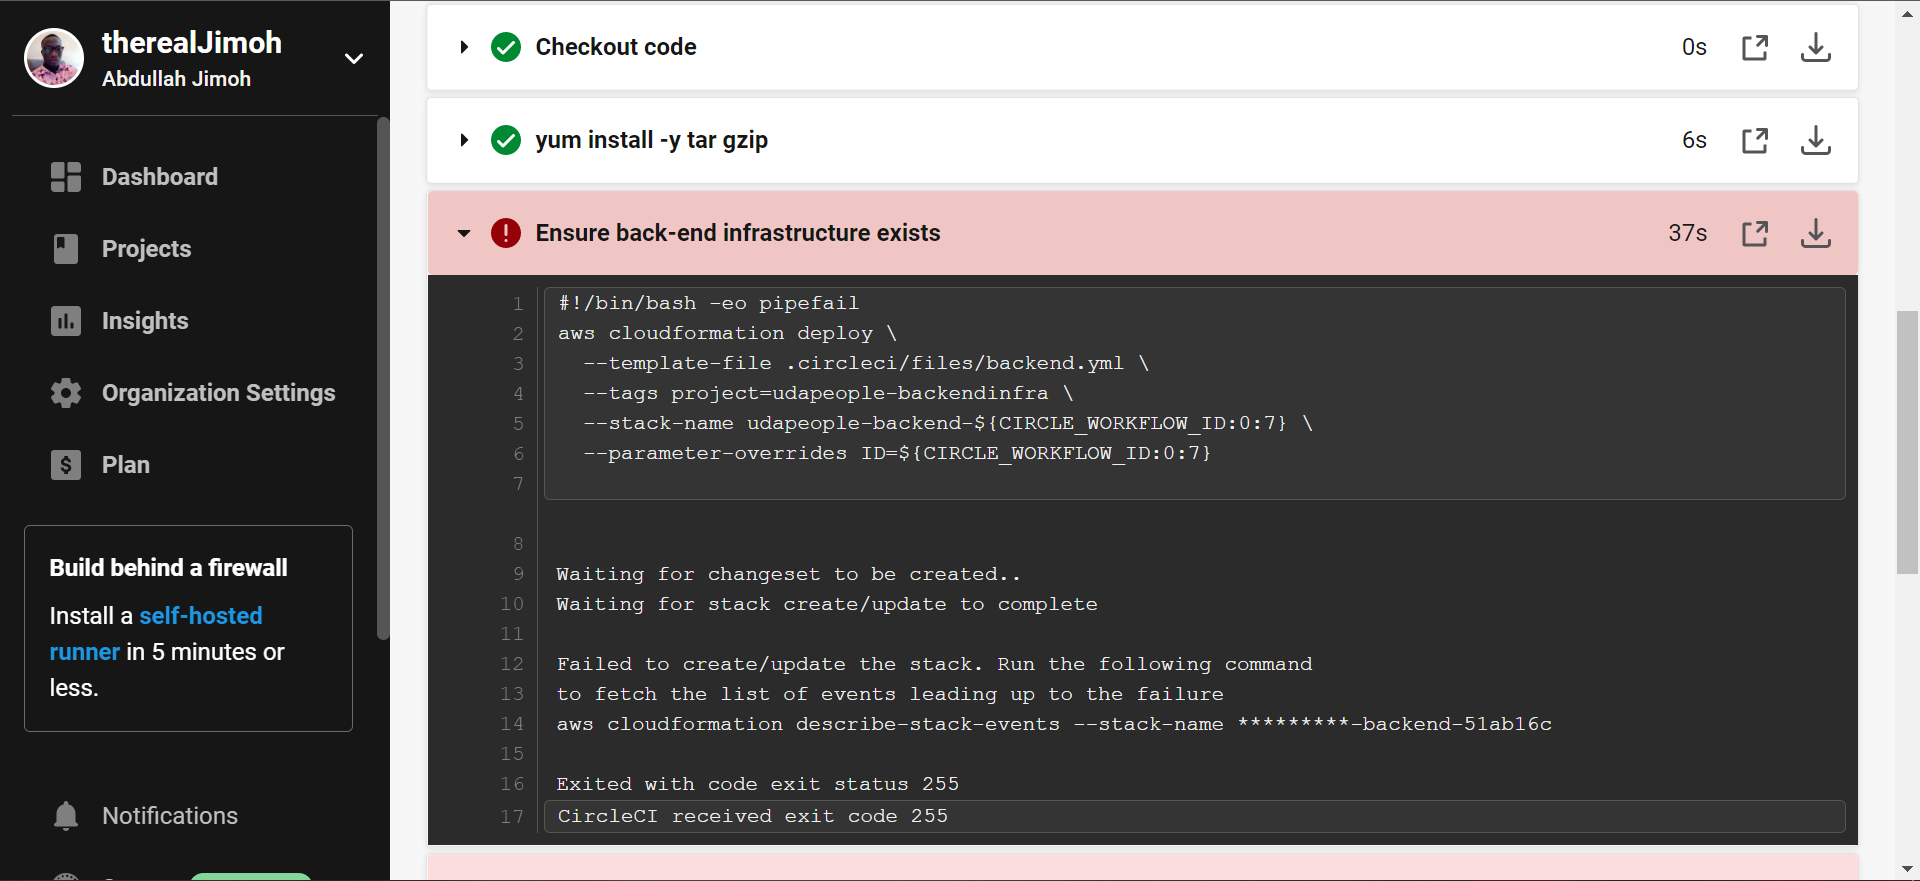 therealJimoh
Abdullah Jimoh
Dashboard
Projects
Insights
Organization Settings
Plan
Build behind a firewall
Install a self-hosted
runner in 5 minutes or
less.
Notifications
Checkout code 0s
yum install -y tar gzip 6s
Ensure back-end infrastructure exists 37s
1 #!/bin/bash -eo pipefail
2 aws cloudformation deploy \
3 --template-file .circleci/files/backend.yml \
4 --tags project=udapeople-backendinfra \
5 --stack-name udapeople-backend-${CIRCLE_WORKFLOW_ID:0:7} \
6 --parameter-overrides ID=${CIRCLE_WORKFLOW_ID:0:7}
7
8
9 Waiting for changeset to be created..
10 Waiting for stack create/update to complete
11
12 Failed to create/update the stack. Run the following command
13 to fetch the list of events leading up to the failure
14 aws cloudformation describe-stack-events --stack-name *********-backend-51ab16c
15
16 Exited with code exit status 255
17 CircleCI received exit code 255